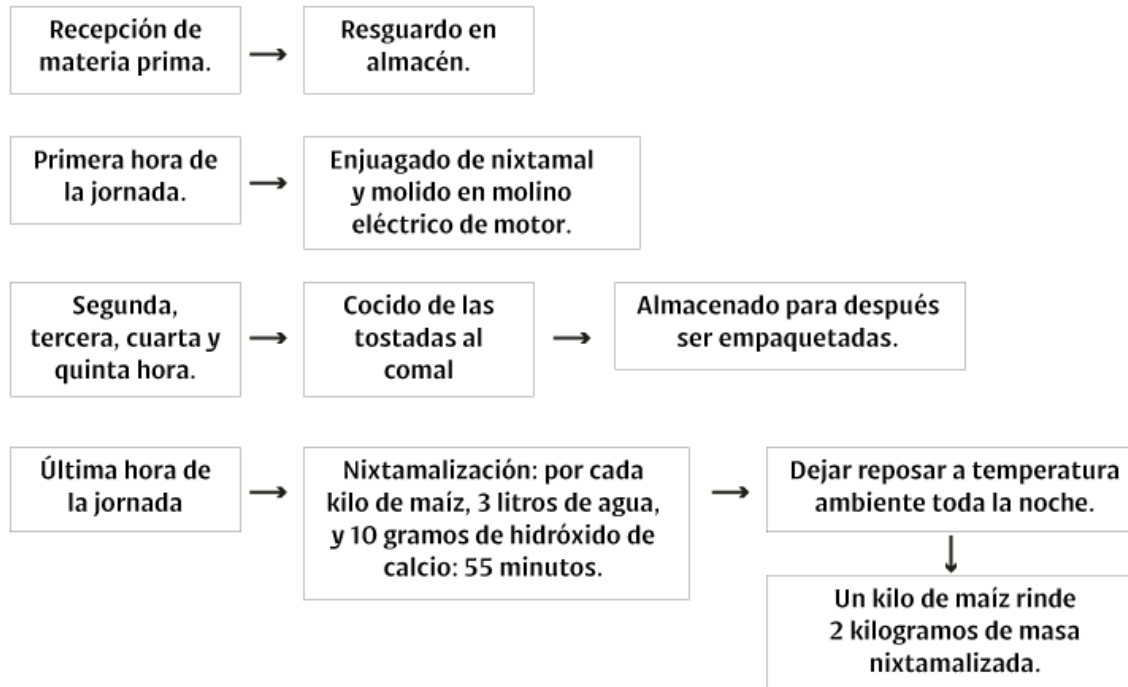 Recepción de
materia prima.
Resguardo en
almacén.
Primera hora de
la jornada.
Enjuagado de nixtamal
y molido en molino
eléctrico de motor.
Segunda,
tercera, cuarta y
quinta hora.
Cocido de las
tostadas al
comal
Almacenado para después
ser empaquetadas.
Última hora de
la jornada
Nixtamalización: por cada
kilo de maíz, 3 litros de agua,
y 10 gramos de hidróxido de
calcio: 55 minutos.
Dejar reposar a temperatura
ambiente toda la noche.
Un kilo de maíz rinde
2 kilogramos de masa
nixtamalizada.